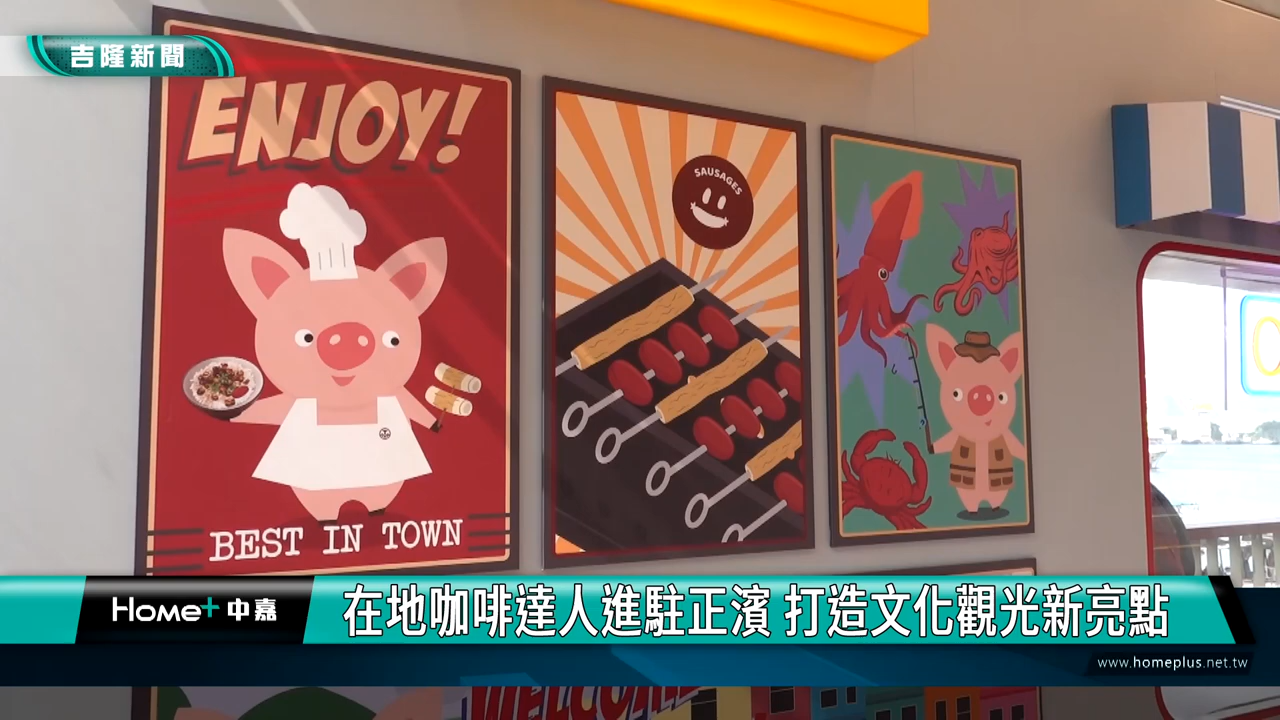 吉隆新聞
ENJOY!
SAUSAGES
BEST IN TOWN
Home+ 中嘉
在地咖啡達人進駐正濱 打造文化觀光新亮點
www.homeplus.net.tw
WELCOME